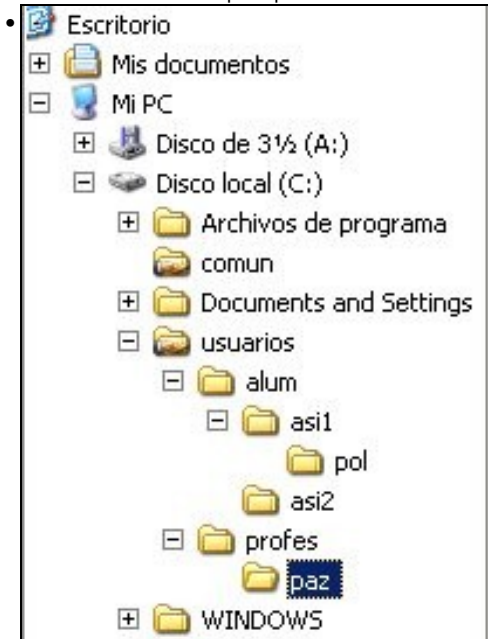 Escritorio
Mis documentos
Mi PC
Disco de 3½ (A:)
Disco local (C:)
Archivos de programa
comun
Documents and Settings
usuarios
alum
asi1
pol
asi2
profes
paz
WINDOWS